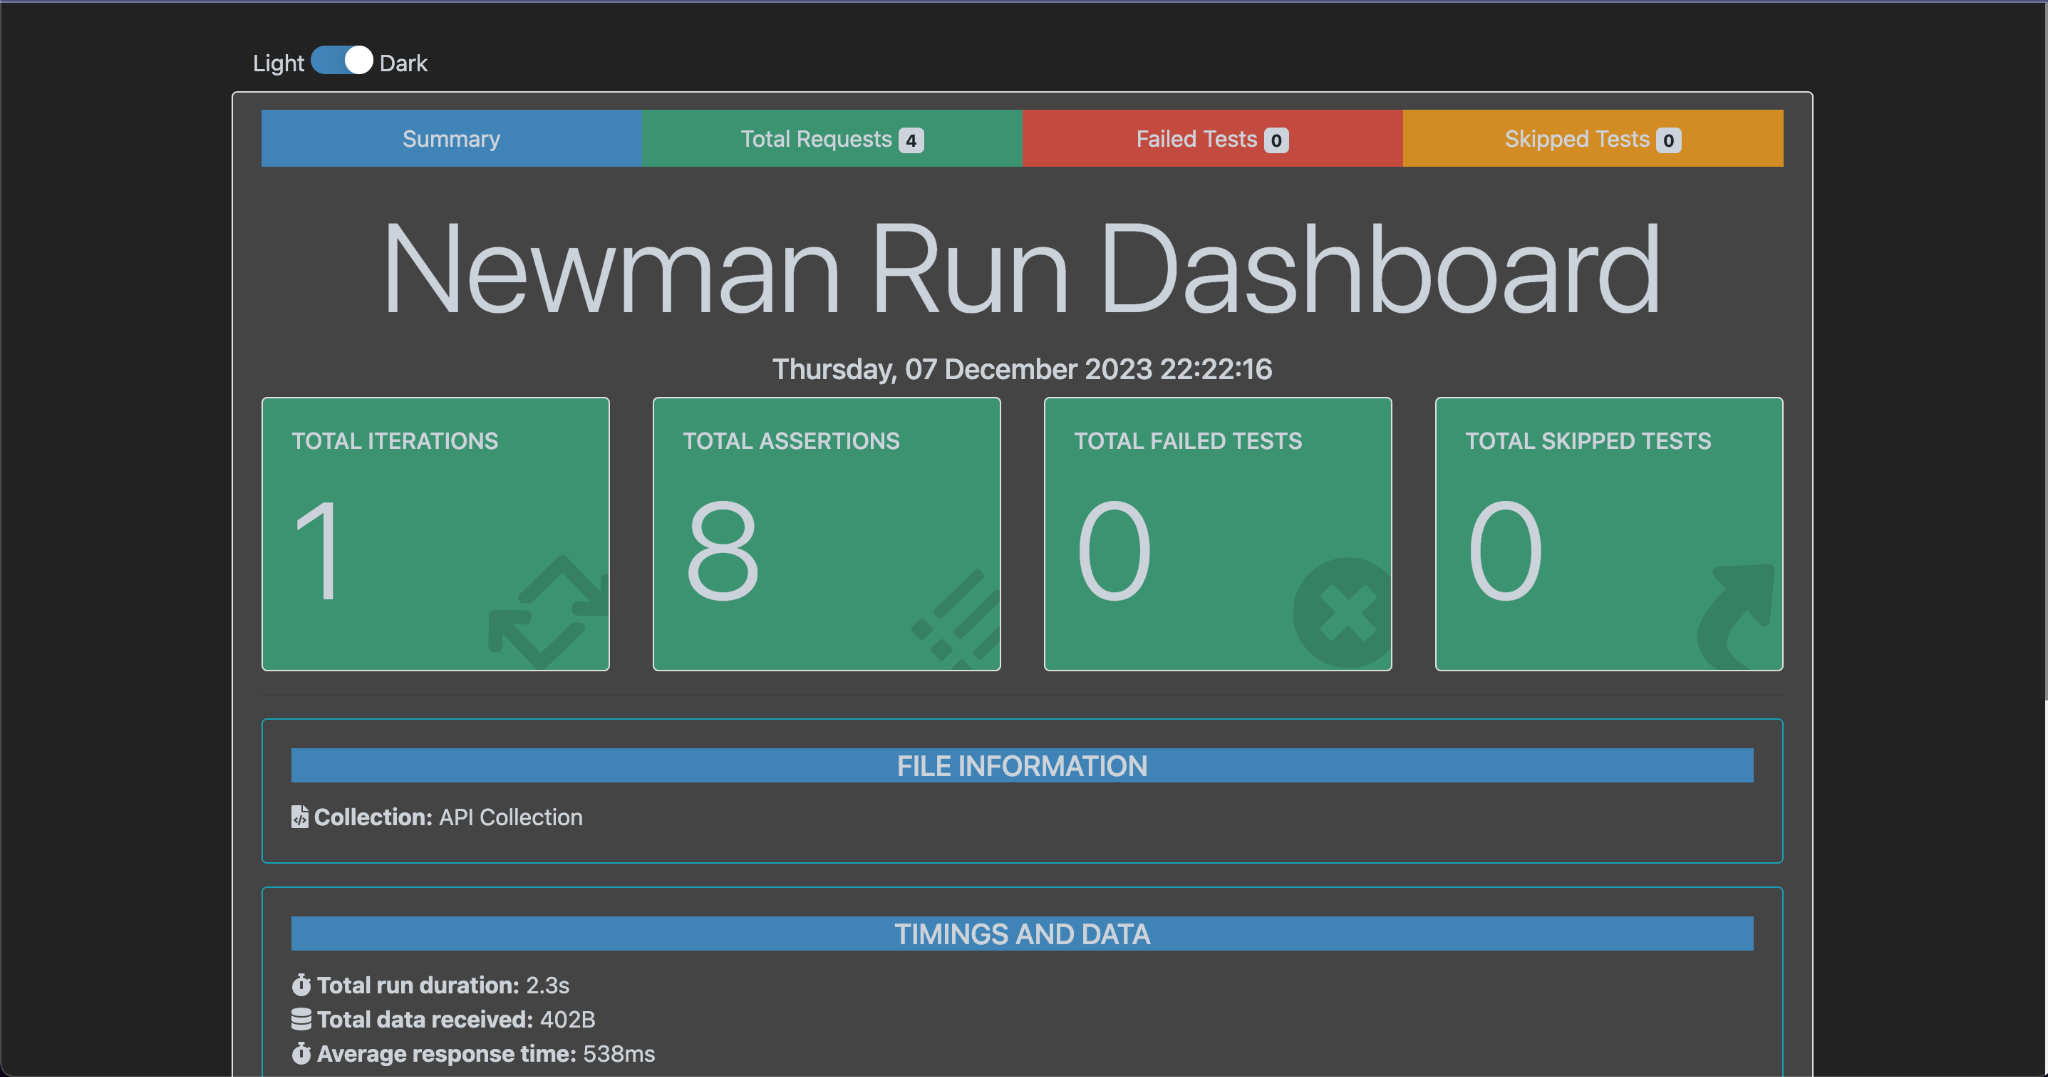 Light Dark
Summary Total Requests 4 Failed Tests 0 Skipped Tests 0
Newman Run Dashboard
Thursday, 07 December 2023 22:22:16
TOTAL ITERATIONS
1
TOTAL ASSERTIONS
8
TOTAL FAILED TESTS
0
TOTAL SKIPPED TESTS
0
FILE INFORMATION
Collection: API Collection
TIMINGS AND DATA
Total run duration: 2.3s
Total data received: 402B
Average response time: 538ms